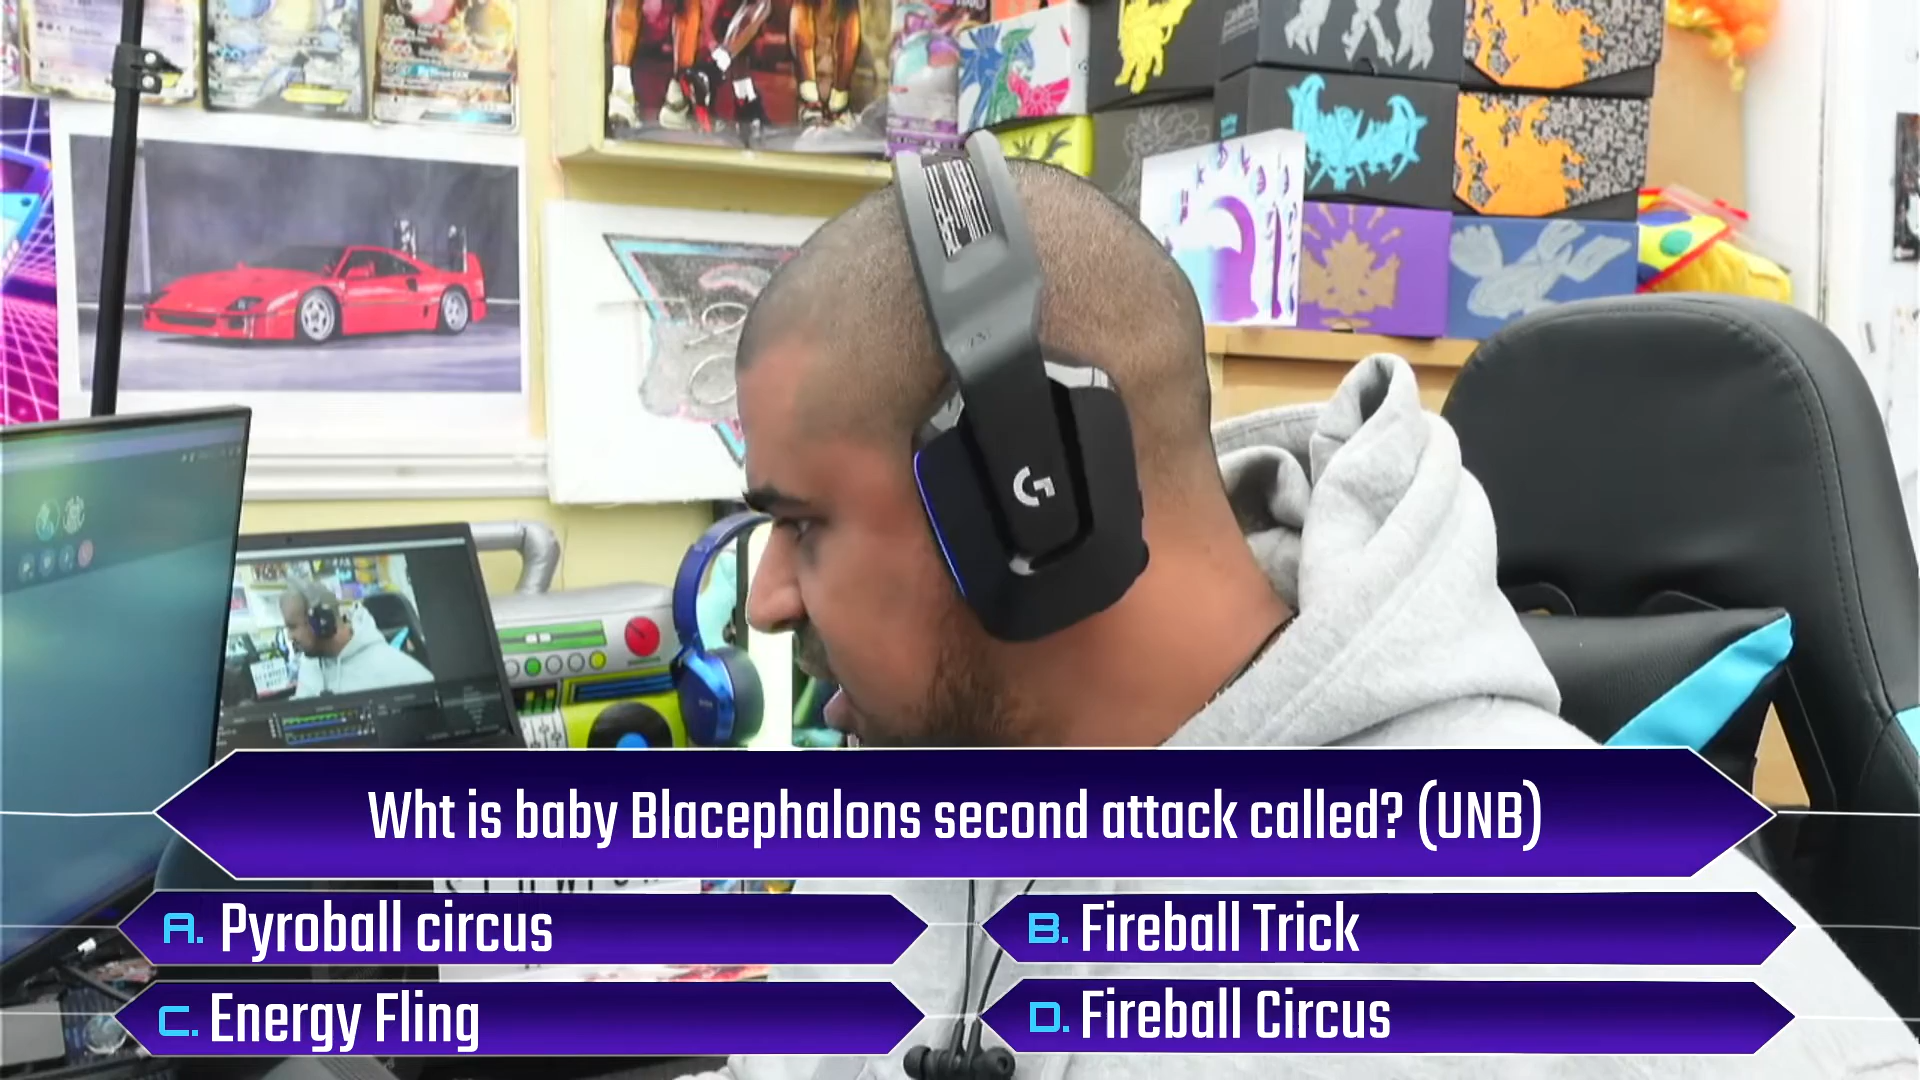 Wht is baby Blacephalons second attack called? (UNB)
A. Pyroball circus
B. Fireball Trick
C. Energy Fling
D. Fireball Circus